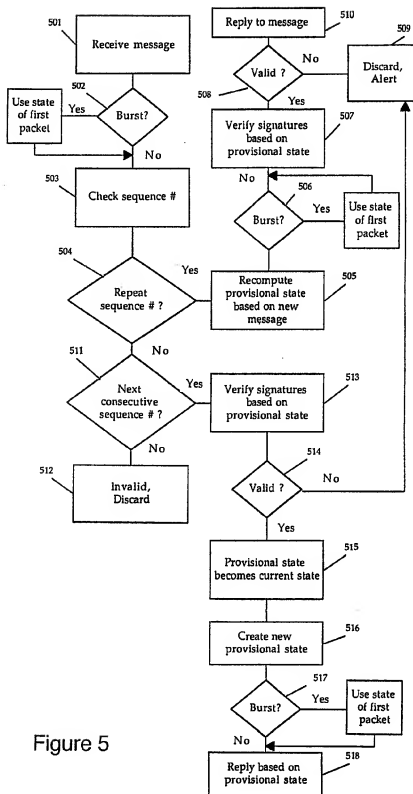 501
Receive message
502
Use state
of first
packet
Yes
Burst?
No
503
Check sequence #
504
Repeat
sequence # ?
Yes
No
511
Next
consecutive
sequence # ?
Yes
No
512
Invalid,
Discard
Reply to message
510
509
Discard,
Alert
No
Valid ?
508
Yes
507
Verify signatures
based on
provisional state
No
506
Burst?
Yes
Use state
of first
packet
Recompute
provisional state
based on new
message
505
Verify signatures
based on
provisional state
513
514
Valid ?
No
Yes
515
Provisional state
becomes current state
Create new
provisional state
516
517
Burst?
Yes
Use state
of first
packet
No
Reply based on
provisional state
518
Figure 5